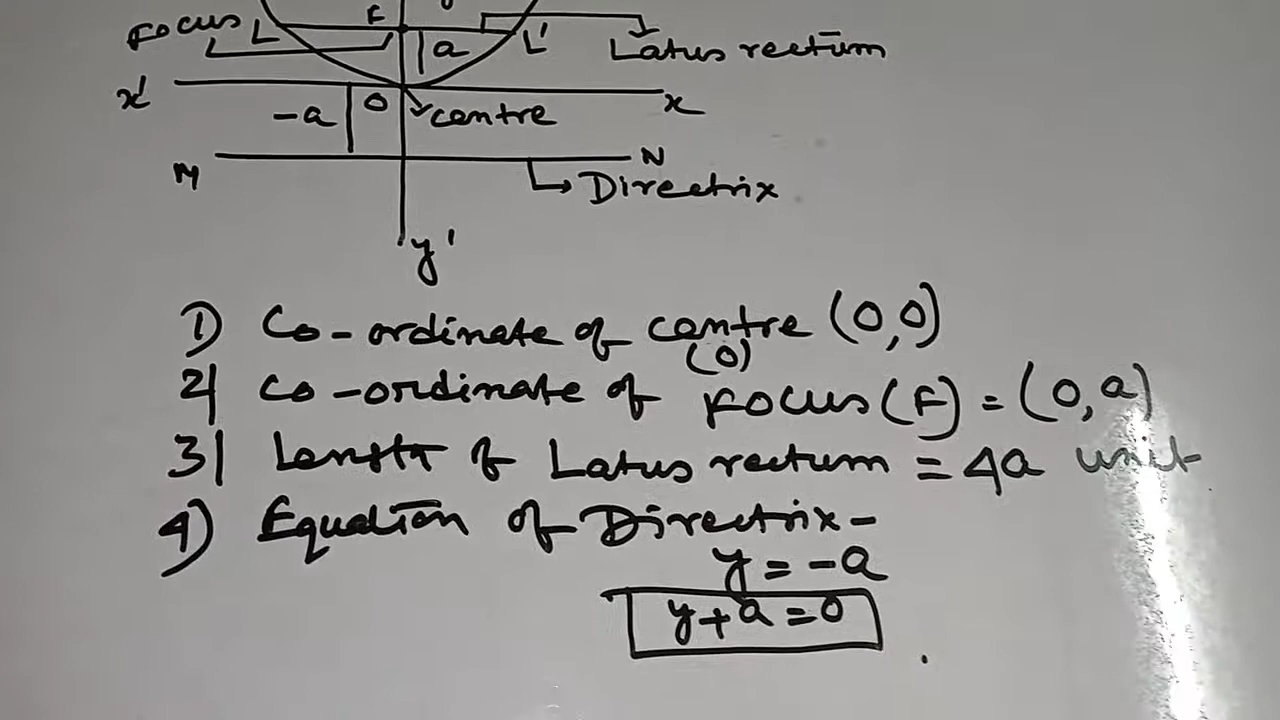 Focus L F a L' Latus rectum
x' -a O centre x
M N
Directrix
y'
1) Co-ordinate of centre (0,0)
(O)
2) Co-ordinate of Focus (F) = (0, a)
3) Length of Latus rectum = 4a unit
4) Equation of Directrix -
y = -a
y + a = 0